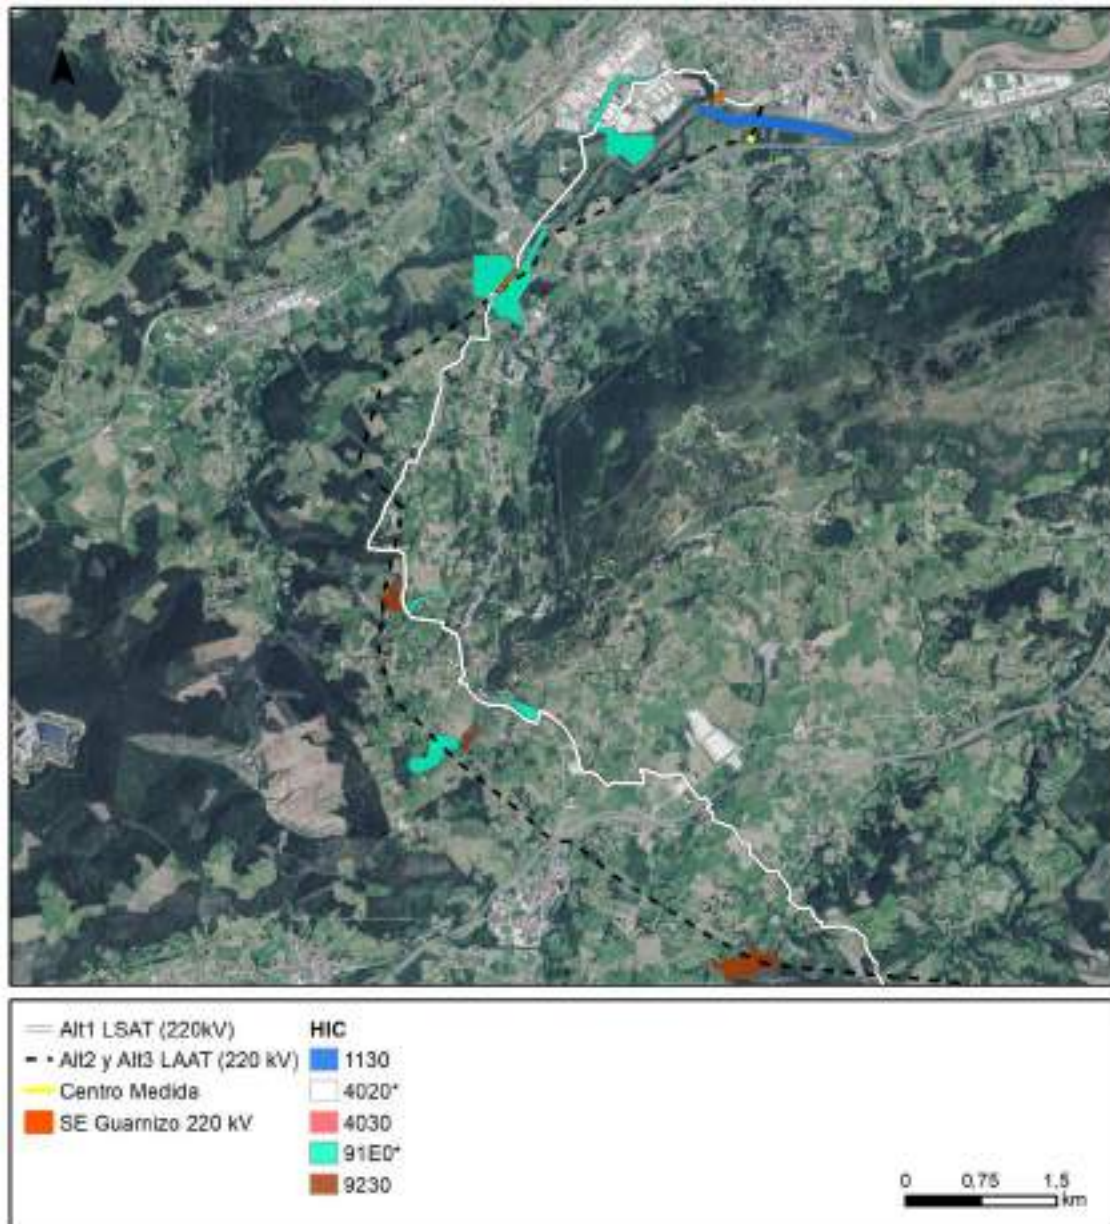 Alt1 LSAT (220kV)
Alt2 y Alt3 LAAT (220 kV)
Centro Medida
SE Guarnizo 220 kV
HIC
1130
4020*
4030
91E0*
9230
0 0,75 1,5
km